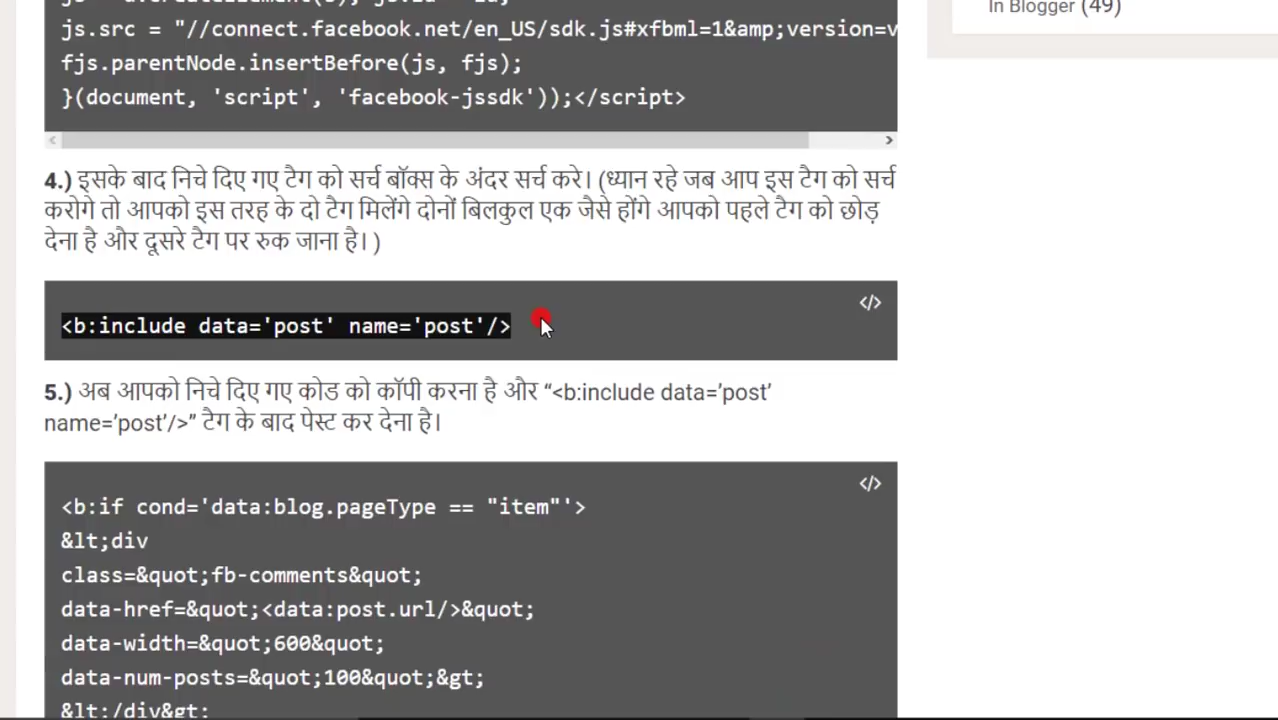 js.src = "//connect.facebook.net/en_US/sdk.js#xfbml=1&amp;version=v
fjs.parentNode.insertBefore(js, fjs);
}(document, 'script', 'facebook-jssdk'));</script>
4.) इसके बाद निचे दिए गए टैग को सर्च बॉक्स के अंदर सर्च करे। (ध्यान रहे जब आप इस टैग को सर्च
करोगे तो आपको इस तरह के दो टैग मिलेंगे दोनों बिलकुल एक जैसे होंगे आपको पहले टैग को छोड़
देना है और दूसरे टैग पर रुक जाना है। )
<b:include data='post' name='post'/>
5.) अब आपको निचे दिए गए कोड को कॉपी करना है और “<b:include data=’post’
name=’post’/>” टैग के बाद पेस्ट कर देना है।
<b:if cond='data:blog.pageType == "item"'>
&lt;div
class=&quot;fb-comments&quot;
data-href=&quot;<data:post.url/>&quot;
data-width=&quot;600&quot;
data-num-posts=&quot;100&quot;&gt;
&lt;/div&gt;
In Blogger (49)